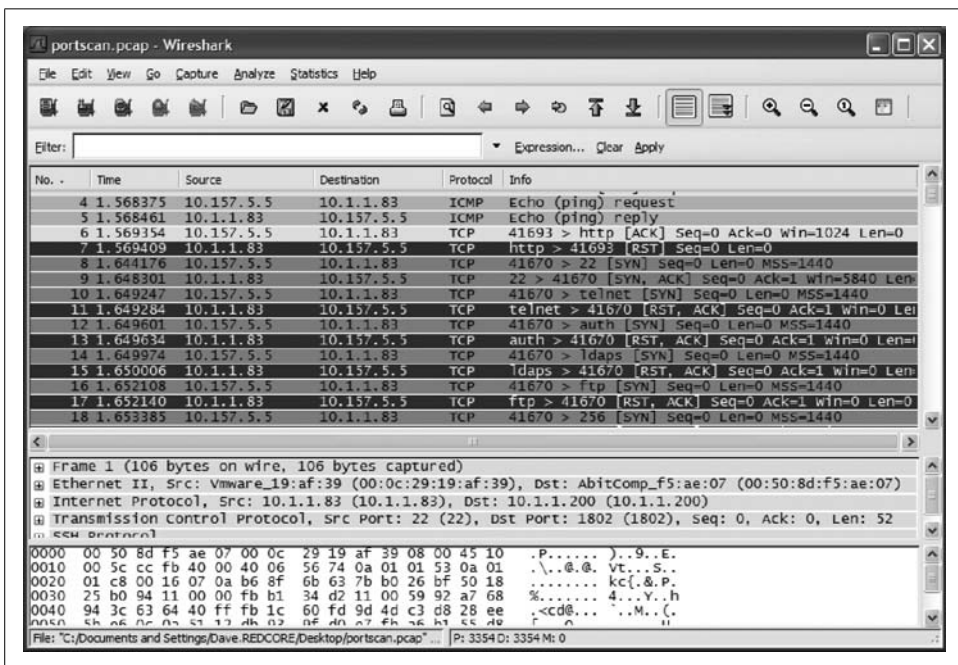 portscan.pcap - Wireshark
File Edit View Go Capture Analyze Statistics Help
Filter: Expression... Clear Apply
No. - Time Source Destination Protocol Info
4 1.568375 10.157.5.5 10.1.1.83 ICMP Echo (ping) request
5 1.568461 10.1.1.83 10.157.5.5 ICMP Echo (ping) reply
6 1.569354 10.157.5.5 10.1.1.83 TCP 41693 > http [ACK] Seq=0 Ack=0 Win=1024 Len=0
7 1.569409 10.1.1.83 10.157.5.5 TCP http > 41693 [RST] Seq=0 Len=0
8 1.644176 10.157.5.5 10.1.1.83 TCP 41670 > 22 [SYN] Seq=0 Len=0 MSS=1440
9 1.648301 10.1.1.83 10.157.5.5 TCP 22 > 41670 [SYN, ACK] Seq=0 Ack=1 Win=5840 Len
10 1.649247 10.157.5.5 10.1.1.83 TCP 41670 > telnet [SYN] Seq=0 Len=0 MSS=1440
11 1.649284 10.1.1.83 10.157.5.5 TCP telnet > 41670 [RST, ACK] Seq=0 Ack=1 Win=0 Le
12 1.649601 10.157.5.5 10.1.1.83 TCP 41670 > auth [SYN] Seq=0 Len=0 MSS=1440
13 1.649634 10.1.1.83 10.157.5.5 TCP auth > 41670 [RST, ACK] Seq=0 Ack=1 Win=0 Len=
14 1.649974 10.157.5.5 10.1.1.83 TCP 41670 > ldaps [SYN] Seq=0 Len=0 MSS=1440
15 1.650006 10.1.1.83 10.157.5.5 TCP ldaps > 41670 [RST, ACK] Seq=0 Ack=1 Win=0 Len
16 1.652108 10.157.5.5 10.1.1.83 TCP 41670 > ftp [SYN] Seq=0 Len=0 MSS=1440
17 1.652140 10.1.1.83 10.157.5.5 TCP ftp > 41670 [RST, ACK] Seq=0 Ack=1 Win=0 Len=0
18 1.653385 10.157.5.5 10.1.1.83 TCP 41670 > 256 [SYN] Seq=0 Len=0 MSS=1440
Frame 1 (106 bytes on wire, 106 bytes captured)
Ethernet II, Src: Vmware_19:af:39 (00:0c:29:19:af:39), Dst: AbitComp_f5:ae:07 (00:50:8d:f5:ae:07)
Internet Protocol, Src: 10.1.1.83 (10.1.1.83), Dst: 10.1.1.200 (10.1.1.200)
Transmission Control Protocol, Src Port: 22 (22), Dst Port: 1802 (1802), Seq: 0, Ack: 0, Len: 52
SSH Protocol
0000 00 50 8d f5 ae 07 00 0c 29 19 af 39 08 00 45 10 .P...... )..9..E.
0010 00 5c cc fb 40 00 40 06 56 74 0a 01 01 53 0a 01 .\..@.@. Vt...S..
0020 01 c8 00 16 07 0a b6 8f 6b 63 7b b0 26 bf 50 18 ........ kc{.&.P.
0030 25 b0 94 11 00 00 fb b1 34 d2 11 00 59 92 a7 68 %....... 4...Y..h
0040 94 3c 63 64 40 ff fb 1c 60 fd 9d 4d c3 d8 28 ee .<cd@... `..M..(.
File: "C:/Documents and Settings/Dave.REDCORE/Desktop/portscan.pcap" ... P: 3354 D: 3354 M: 0